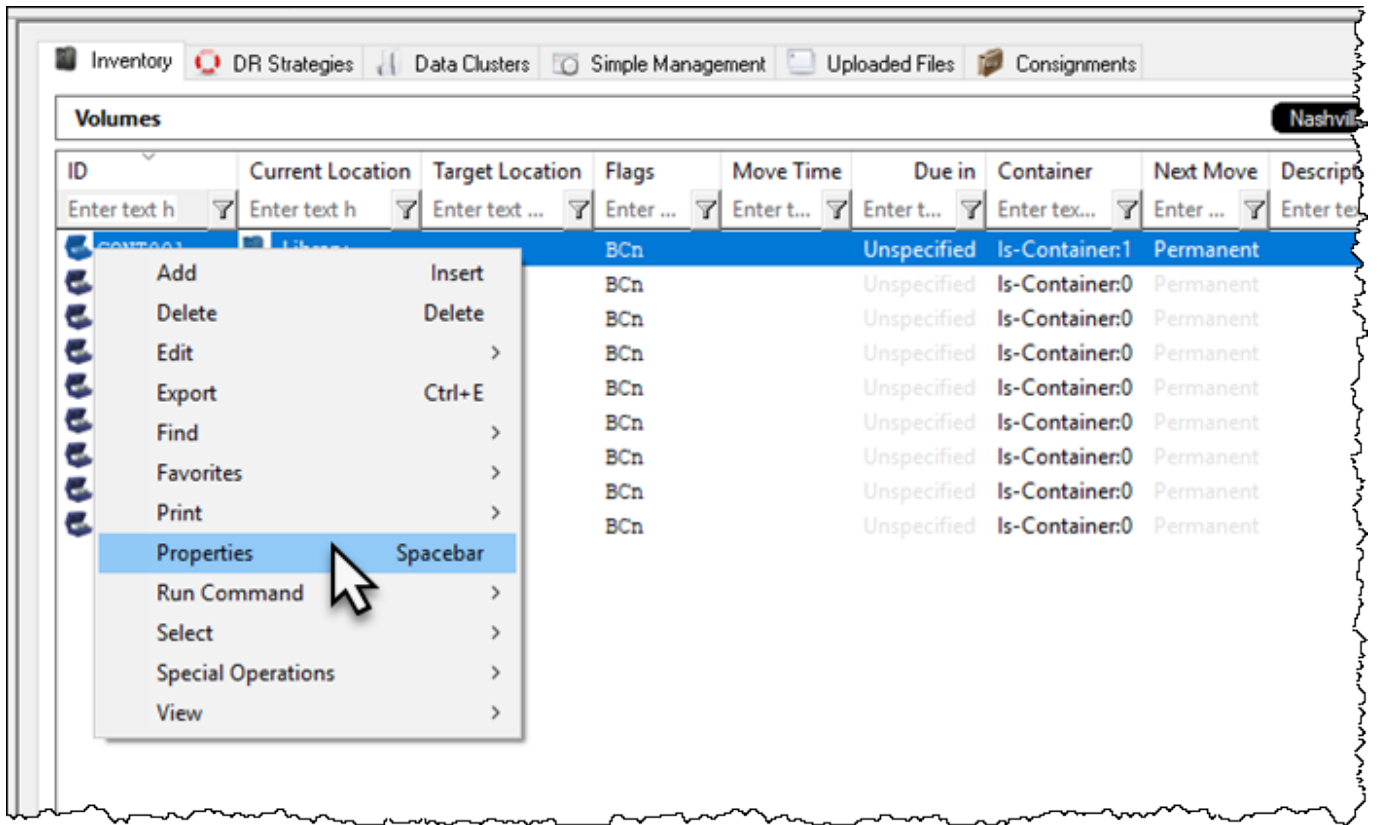 Inventory DR Strategies Data Clusters Simple Management Uploaded Files Consignments
Volumes
ID Current Location Target Location Flags Move Time Due in Container Next Move
Enter text h Enter text h Enter text ... Enter ... Enter t... Enter t... Enter tex... Enter ... Enter
BCn Unspecified Is-Container:1 Permanent
BCn Unspecified Is-Container:0 Permanent
BCn Unspecified Is-Container:0 Permanent
BCn Unspecified Is-Container:0 Permanent
BCn Unspecified Is-Container:0 Permanent
BCn Unspecified Is-Container:0 Permanent
BCn Unspecified Is-Container:0 Permanent
BCn Unspecified Is-Container:0 Permanent
BCn Unspecified Is-Container:0 Permanent
Add Insert
Delete Delete
Edit
Export Ctrl+E
Find
Favorites
Print
Properties Spacebar
Run Command
Select
Special Operations
View